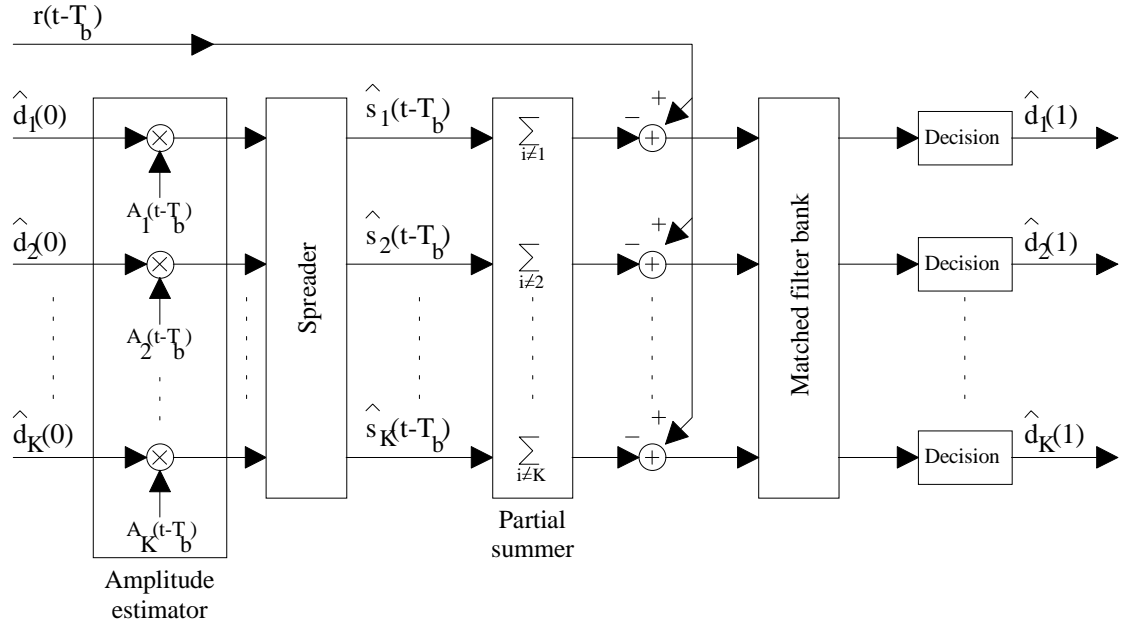 r(t-T_b)
d̂_1(0)
ŝ_1(t-T_b)
d̂_1(1)
×
∑
i≠1
−
+
+
Decision
A_1(t-T_b)
d̂_2(0)
ŝ_2(t-T_b)
d̂_2(1)
×
∑
i≠2
−
+
+
Decision
A_2(t-T_b)
Spreader
Matched filter bank
d̂_K(0)
ŝ_K(t-T_b)
d̂_K(1)
×
∑
i≠K
−
+
+
Decision
A_K(t-T_b)
Partial
summer
Amplitude
estimator